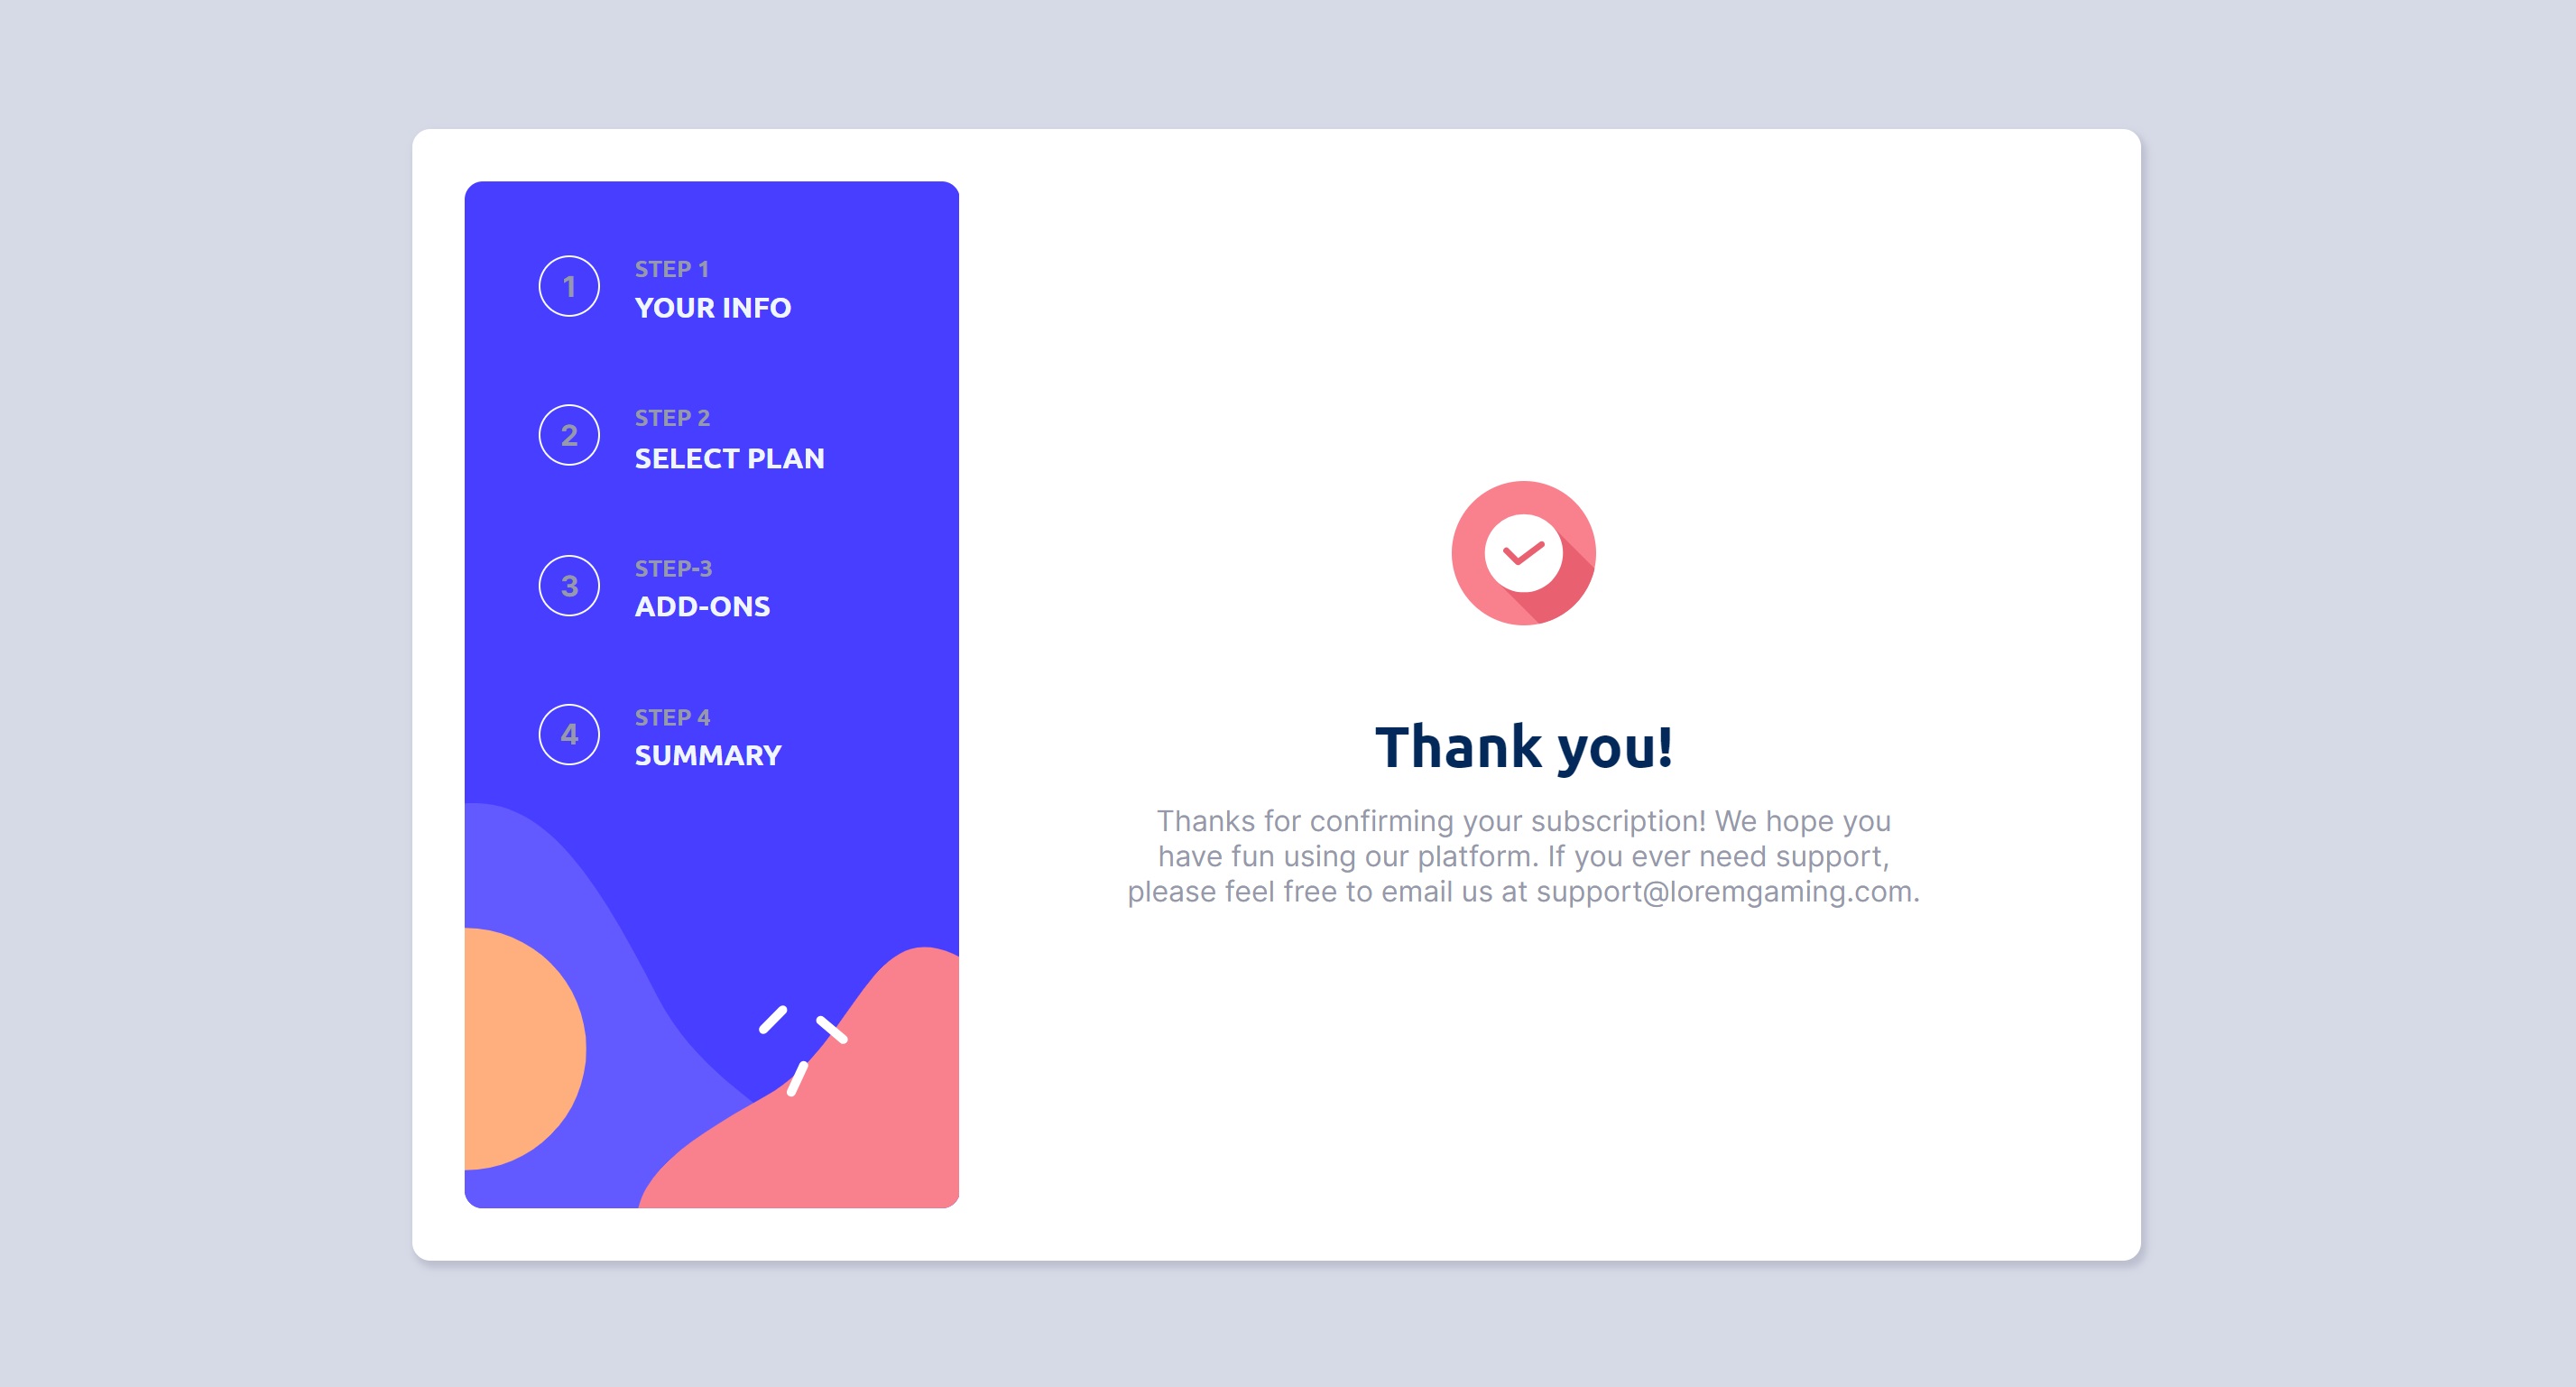 1
STEP 1
YOUR INFO
2
STEP 2
SELECT PLAN
3
STEP-3
ADD-ONS
4
STEP 4
SUMMARY
Thank you!
Thanks for confirming your subscription! We hope you
have fun using our platform. If you ever need support,
please feel free to email us at support@loremgaming.com.